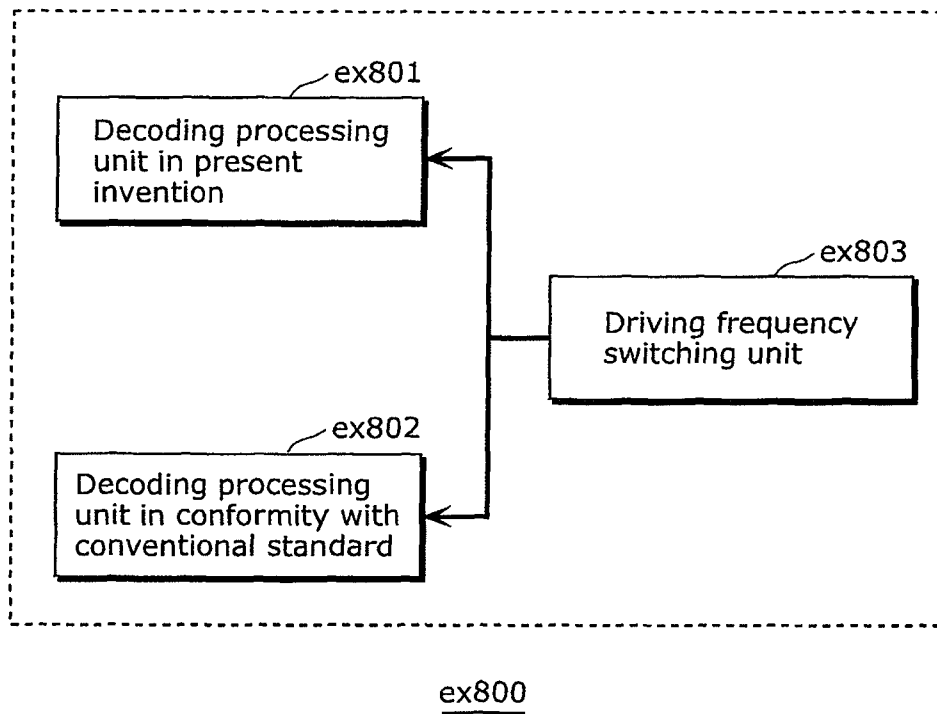 ex801
Decoding processing
unit in present
invention
ex803
Driving frequency
switching unit
ex802
Decoding processing
unit in conformity with
conventional standard
ex800